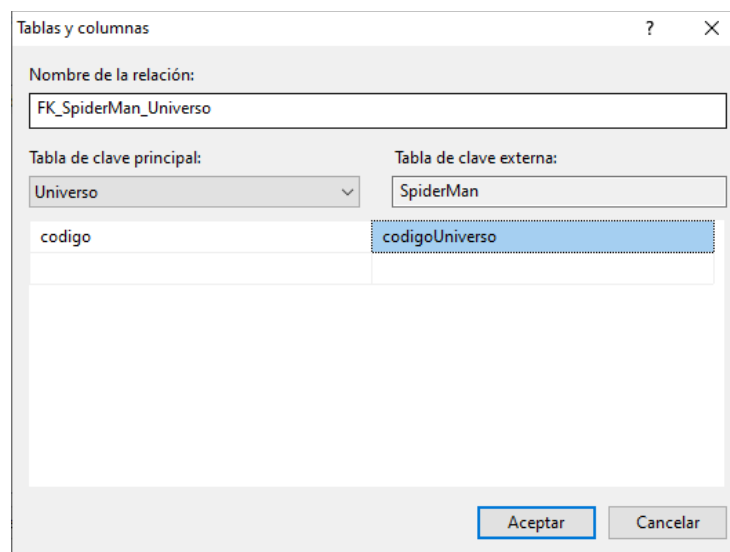 Tablas y columnas
Nombre de la relación:
FK_SpiderMan_Universo
Tabla de clave principal:
Tabla de clave externa:
Universo
SpiderMan
codigo
codigoUniverso
Aceptar
Cancelar